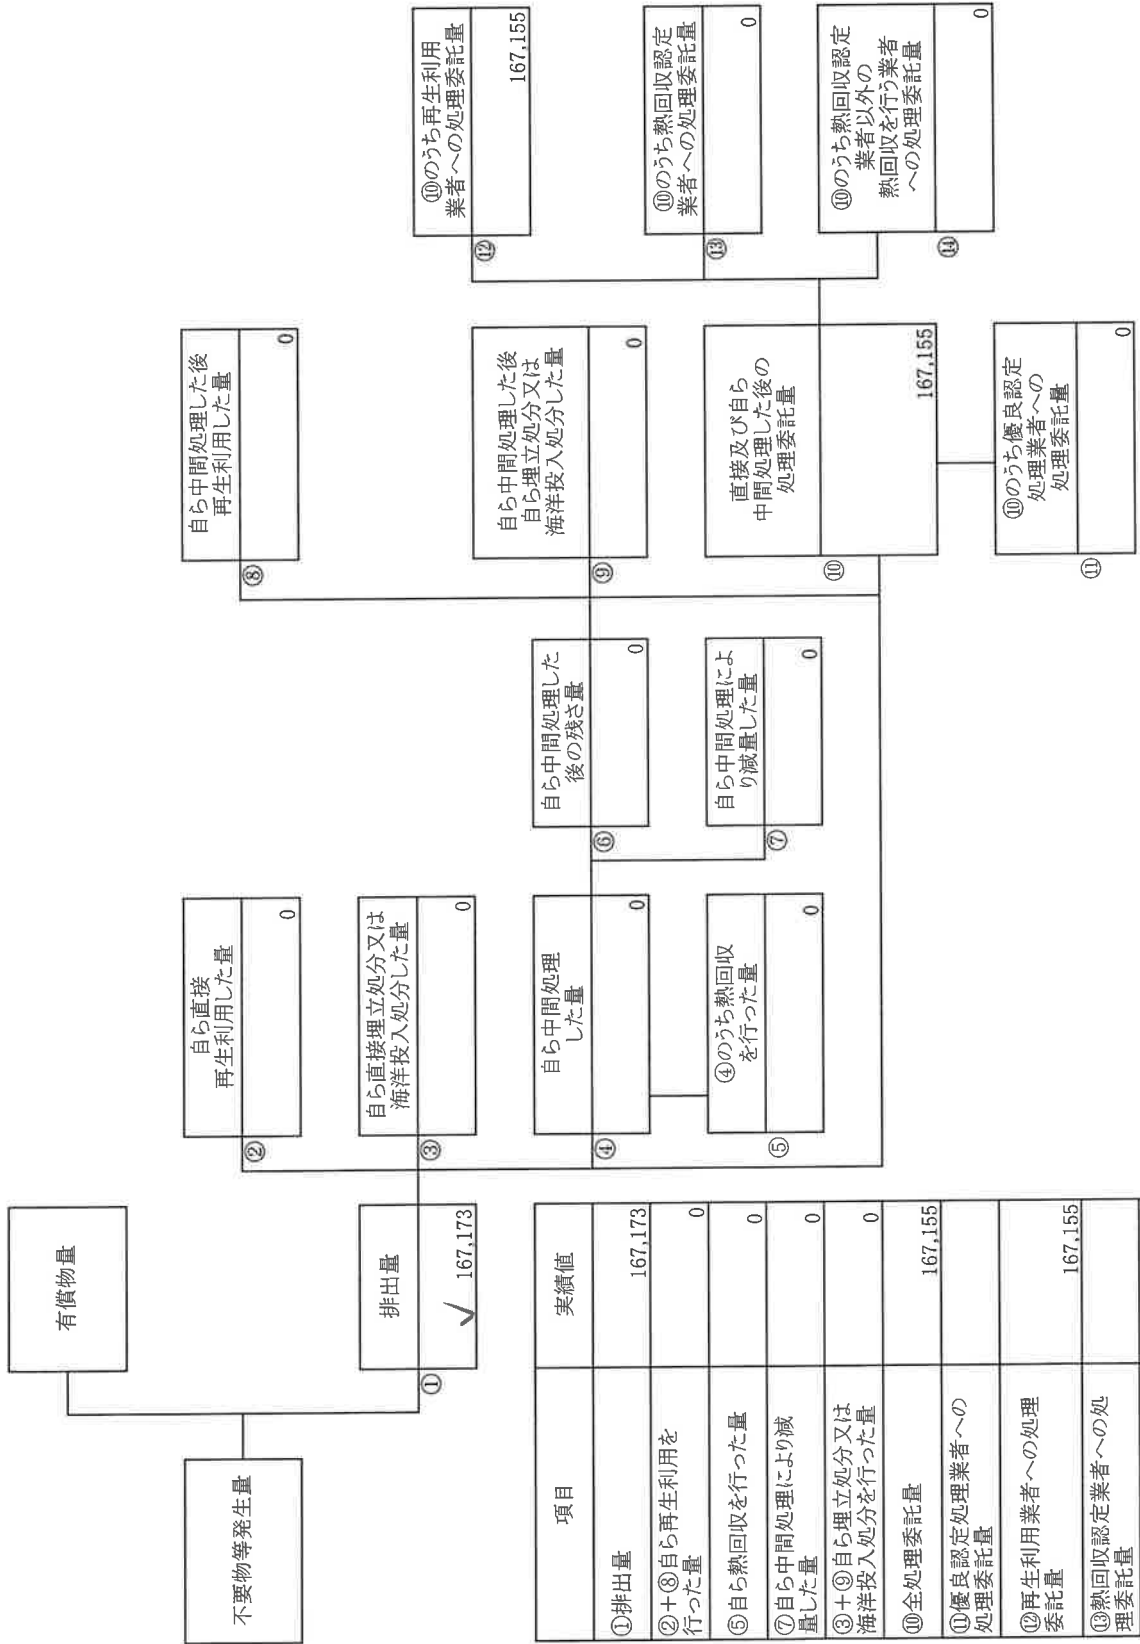 不要物等発生量
有償物量
①
排出量
✓ 167,173
②
自ら直接
再生利用した量
0
③
自ら直接埋立処分又は
海洋投入処分した量
0
④
自ら中間処理
した量
0
⑤
④のうち熱回収
を行った量
0
⑥
自ら中間処理した
後の残さ量
0
⑦
自ら中間処理によ
り減量した量
0
⑧
自ら中間処理した後
再生利用した量
0
⑨
自ら中間処理した後
自ら埋立処分又は
海洋投入処分した量
0
⑩
直接及び自ら
中間処理した後の
処理委託量
167,155
⑪
⑩のうち優良認定
処理業者への
処理委託量
0
⑫
⑩のうち再生利用
業者への処理委託量
167,155
⑬
⑩のうち熱回収認定
業者への処理委託量
0
⑭
⑩のうち熱回収認定
業者以外の
熱回収を行う業者
への処理委託量
0
項目 実績値
①排出量 167,173
②+⑧自ら再生利用を
行った量 0
⑤自ら熱回収を行った量 0
⑦自ら中間処理により減
量した量 0
③+⑨自ら埋立処分又は
海洋投入処分を行った量 0
⑩全処理委託量 167,155
⑪優良認定処理業者への
処理委託量
⑫再生利用業者への処理
委託量 167,155
⑬熱回収認定業者への処
理委託量